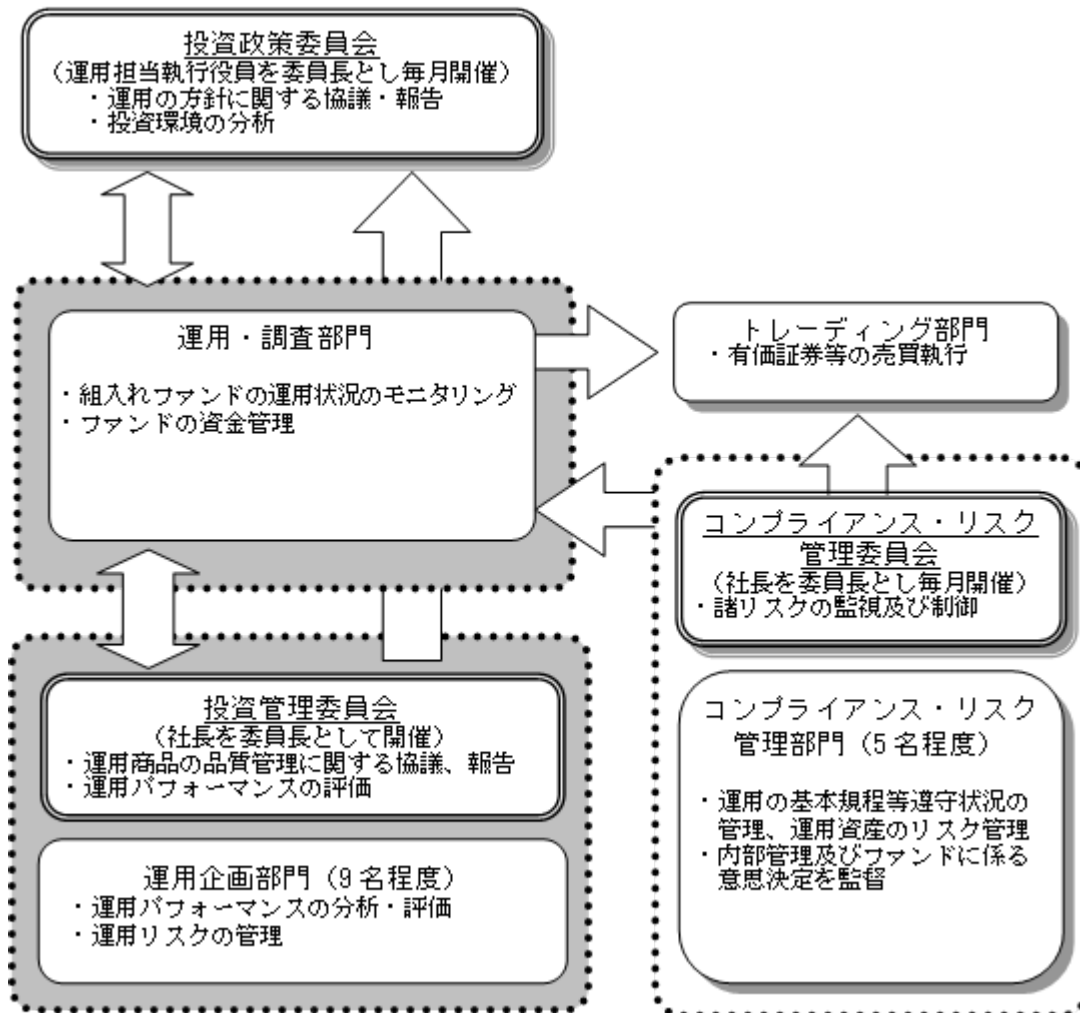 投資政策委員会
(運用担当執行役員を委員長とし毎月開催)
・運用の方針に関する協議・報告
・投資環境の分析
運用・調査部門
・組入れファンドの運用状況のモニタリング
・ファンドの資金管理
トレーディング部門
・有価証券等の売買執行
コンプライアンス・リスク
管理委員会
(社長を委員長とし毎月開催)
・諸リスクの監視及び制御
投資管理委員会
(社長を委員長として開催)
・運用商品の品質管理に関する協議、報告
・運用パフォーマンスの評価
運用企画部門(9名程度)
・運用パフォーマンスの分析・評価
・運用リスクの管理
コンプライアンス・リスク
管理部門(5名程度)
・運用の基本規程等遵守状況の
管理、運用資産のリスク管理
・内部管理及びファンドに係る
意思決定を監督